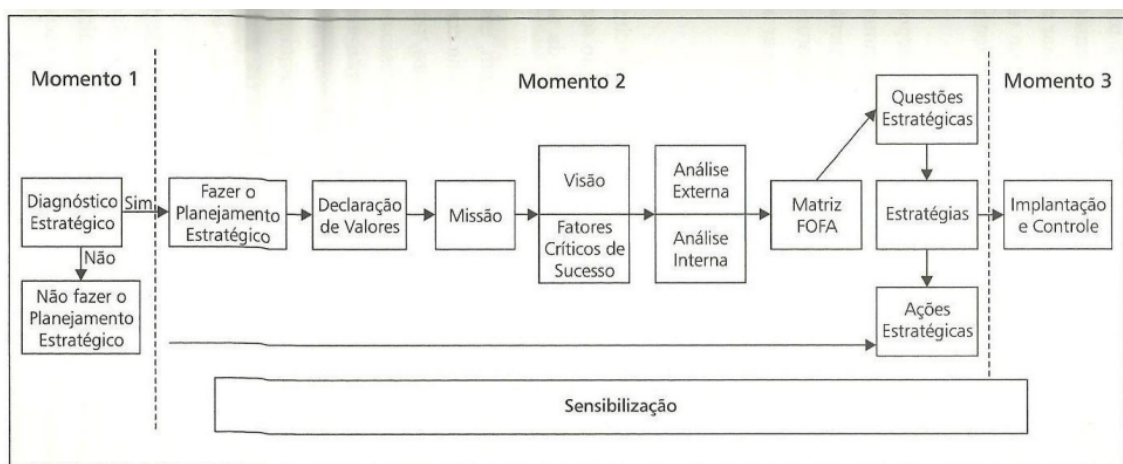 Momento 1
Momento 2
Momento 3
Diagnóstico
Estratégico
Sim
Não
Não fazer o
Planejamento
Estratégico
Fazer o
Planejamento
Estratégico
Declaração
de Valores
Missão
Visão
Fatores
Críticos de
Sucesso
Análise
Externa
Análise
Interna
Matriz
FOFA
Questões
Estratégicas
Estratégias
Ações
Estratégicas
Implantação
e Controle
Sensibilização